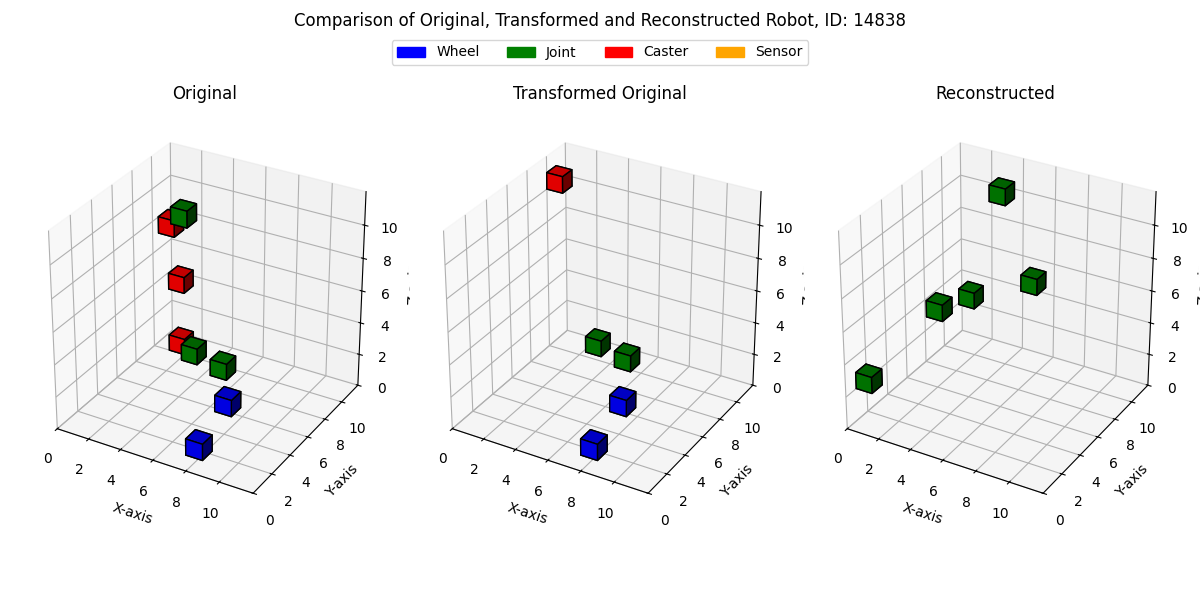 Comparison of Original, Transformed and Reconstructed Robot, ID: 14838
Wheel Joint Caster Sensor
Original
Transformed Original
Reconstructed
0 2 4 6 8 10
X-axis
0 2 4 6 8 10
Y-axis
0 2 4 6 8 10
0 2 4 6 8 10
X-axis
0 2 4 6 8 10
Y-axis
0 2 4 6 8 10
0 2 4 6 8 10
X-axis
0 2 4 6 8 10
Y-axis
0 2 4 6 8 10